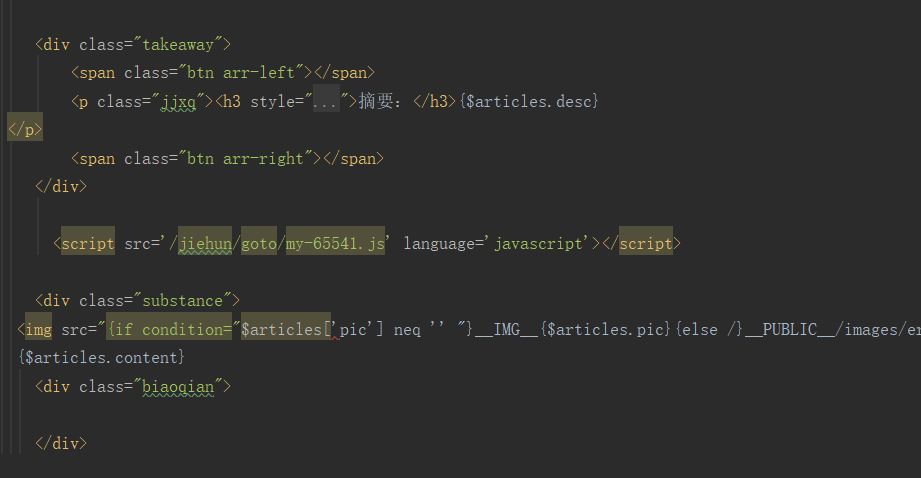 <div class="takeaway">
<span class="btn arr-left"></span>
<p class="jjxq"><h3 style="...">摘要：</h3>{$articles.desc}
</p>
<span class="btn arr-right"></span>
</div>
<script src='/jiehun/goto/my-65541.js' language='javascript'></script>
<div class="substance">
<img src="{if condition="$articles['pic'] neq '' "}__IMG__{$articles.pic}{else /}__PUBLIC__/images/er
{$articles.content}
<div class="biaoqian">
</div>